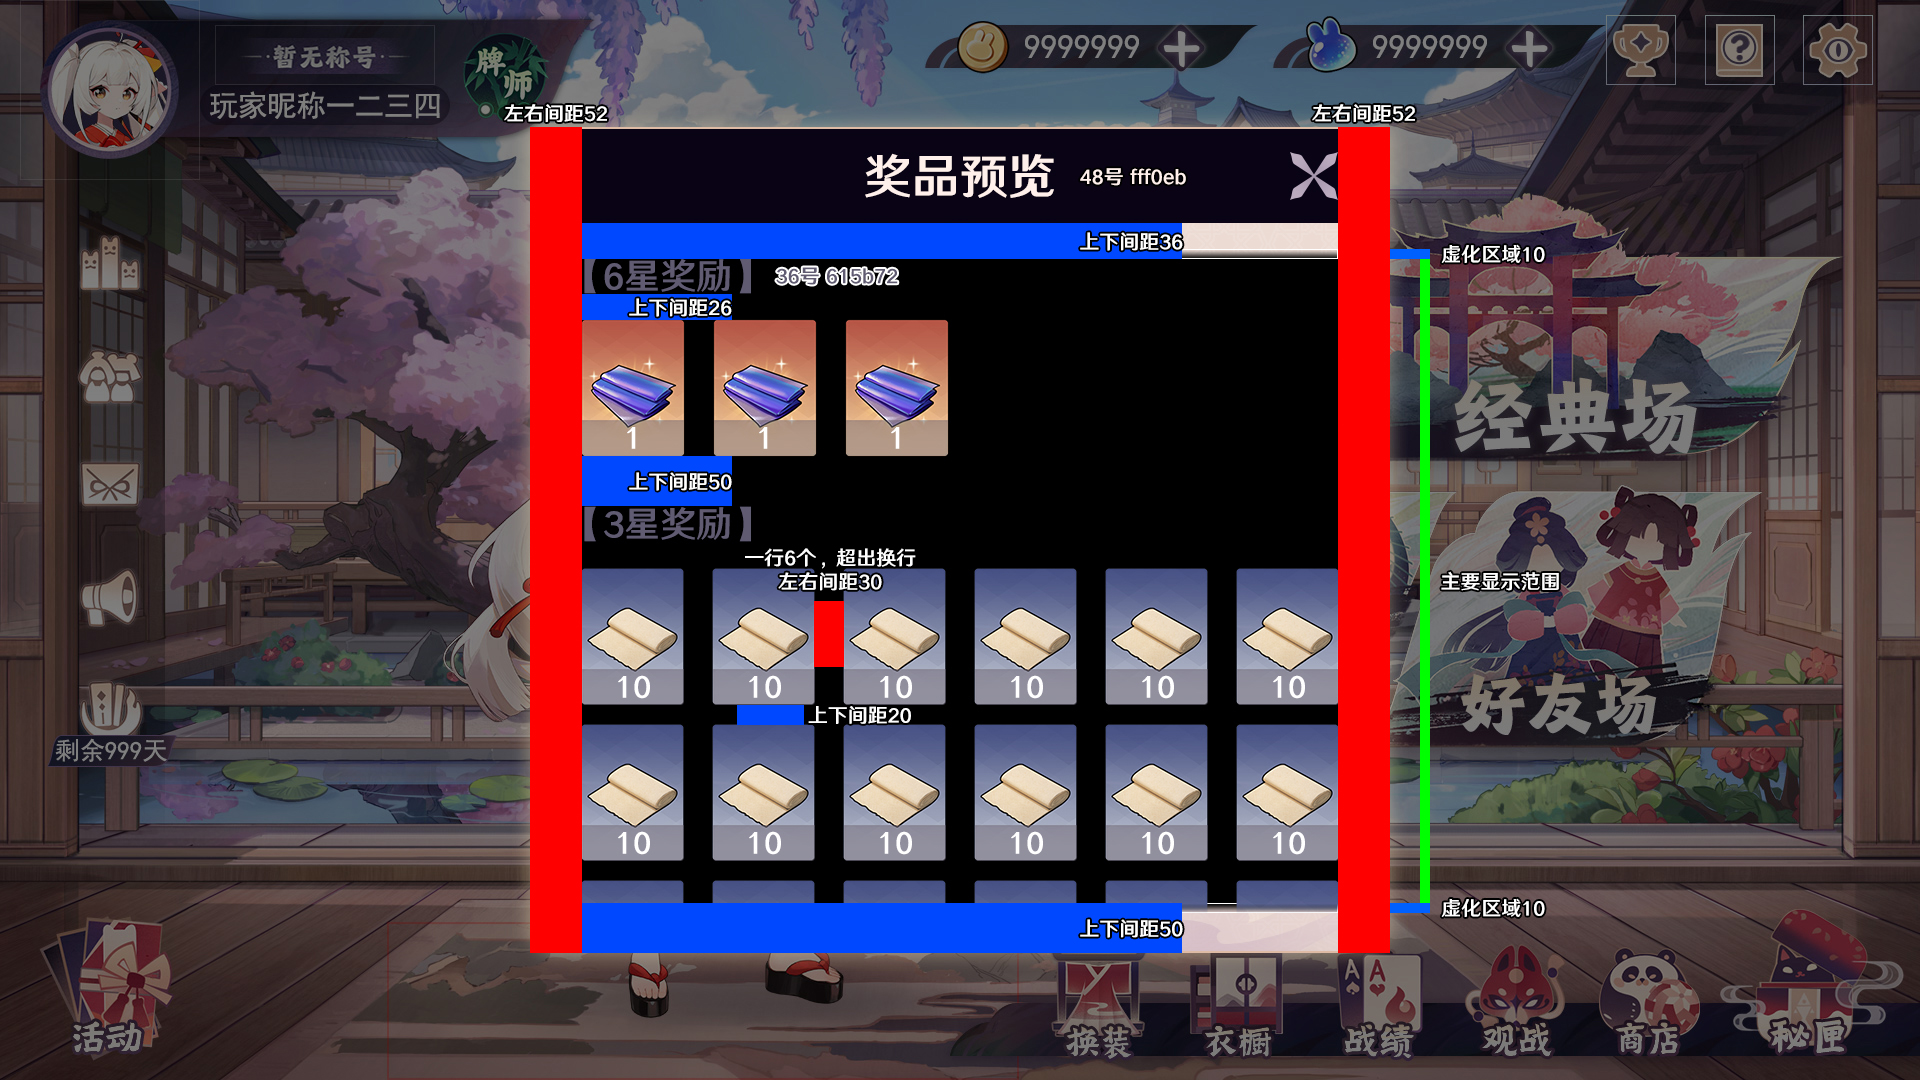 暂无称号
牌师
玩家昵称一二三四
9999999
9999999
左右间距52
左右间距52
奖品预览
48号 fff0eb
上下间距36
虚化区域10
【6星奖励】
36号 615b72
上下间距26
1
1
1
经典场
上下间距50
【3星奖励】
一行6个，超出换行
左右间距30
主要显示范围
10
10
10
10
10
10
好友场
上下间距20
剩余999天
10
10
10
10
10
10
虚化区域10
上下间距50
A
A
活动
换装
衣橱
战绩
观战
商店
秘匣